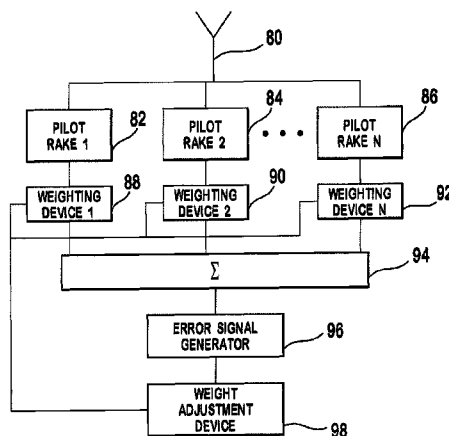 80
PILOT
RAKE 1
82
PILOT
RAKE 2
84
• • •
PILOT
RAKE N
86
WEIGHTING
DEVICE 1
88
WEIGHTING
DEVICE 2
90
WEIGHTING
DEVICE N
92
Σ
94
ERROR SIGNAL
GENERATOR
96
WEIGHT
ADJUSTMENT
DEVICE
98